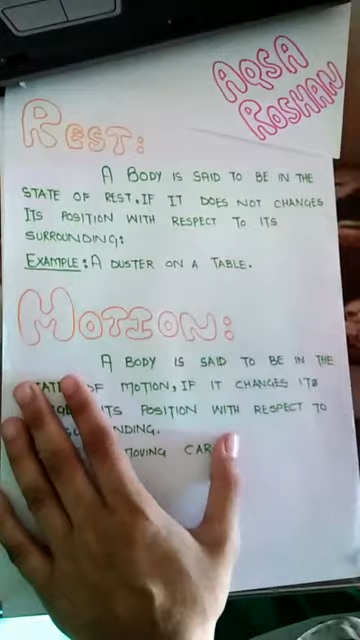 AQSA
ROSHAN
REST:
A BODY IS SAID TO BE IN THE
STATE OF REST, IF IT DOES NOT CHANGES
ITS POSITION WITH RESPECT TO ITS
SURROUNDING:
EXAMPLE: A DUSTER ON A TABLE.
MOTION:
A BODY IS SAID TO BE IN THE
OF MOTION, IF IT CHANGES ITS
ITS POSITION WITH RESPECT TO
NDING.
MOVING CAR